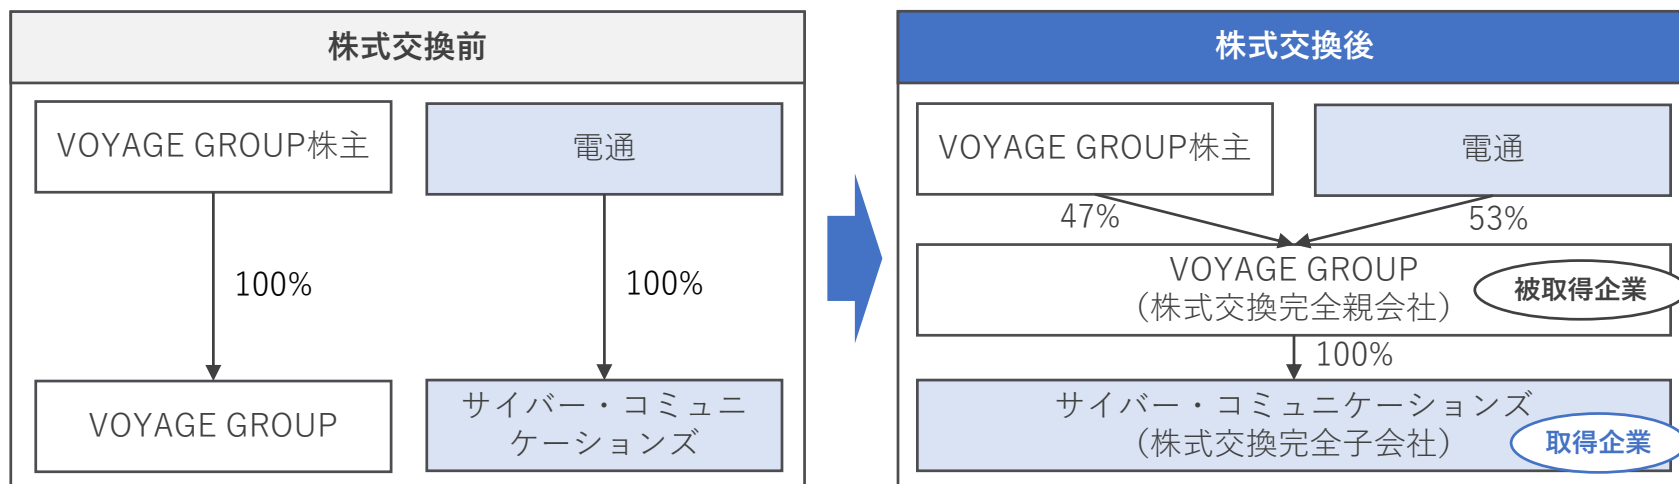 株式交換前
VOYAGE GROUP株主
電通
100%
100%
VOYAGE GROUP
サイバー・コミュニ
ケーションズ
株式交換後
VOYAGE GROUP株主
電通
47%
53%
VOYAGE GROUP
（株式交換完全親会社）
被取得企業
100%
サイバー・コミュニケーションズ
（株式交換完全子会社）
取得企業